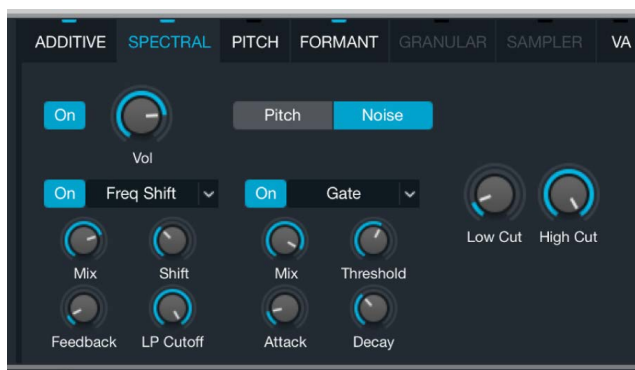 ADDITIVE SPECTRAL PITCH FORMANT GRANULAR SAMPLER VA
On Pitch Noise
Vol
On Freq Shift On Gate
Low Cut High Cut
Mix Shift Mix Threshold
Feedback LP Cutoff Attack Decay